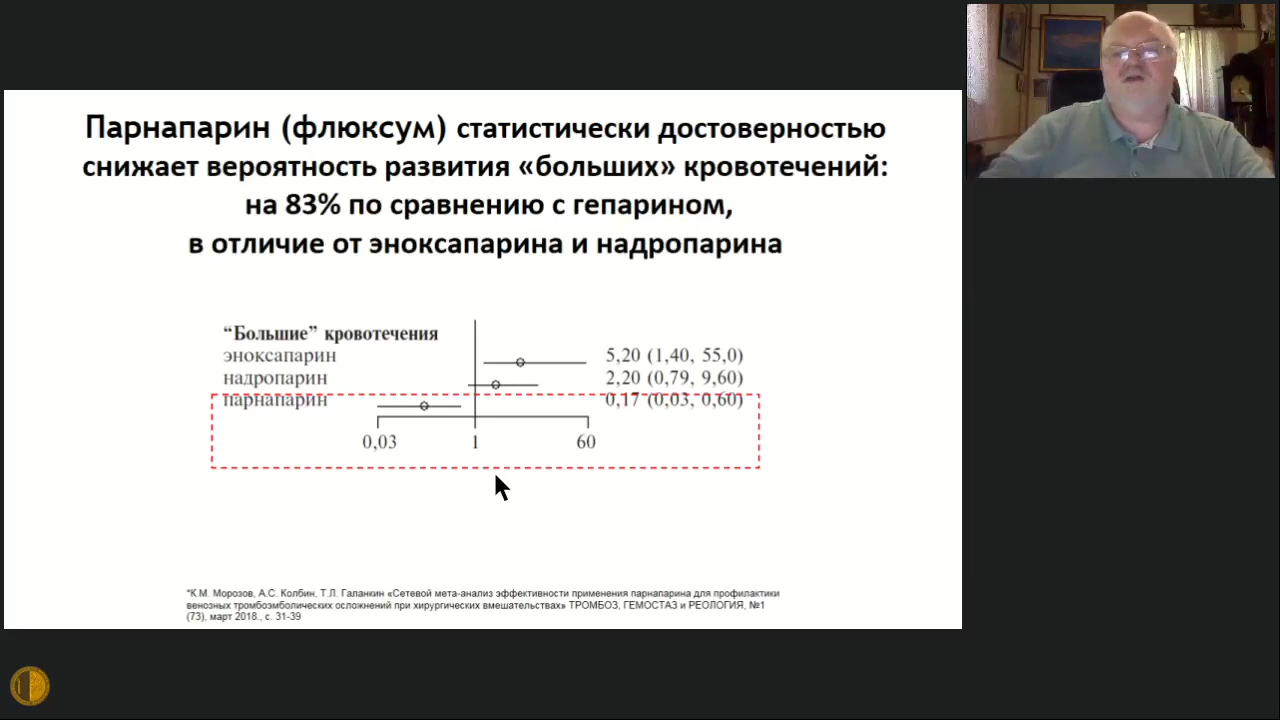 Парнапарин (флюксум) статистически достоверностью
снижает вероятность развития «больших» кровотечений:
на 83% по сравнению с гепарином,
в отличие от эноксапарина и надропарина
“Большие” кровотечения
эноксапарин 5,20 (1,40, 55,0)
надропарин 2,20 (0,79, 9,60)
парнапарин 0,17 (0,03, 0,60)
0,03 1 60
*К.М. Морозов, А.С. Колбин, Т.Л. Галанкин «Сетевой мета-анализ эффективности применения парнапарина для профилактики
венозных тромбоэмболических осложнений при хирургических вмешательствах» ТРОМБОЗ, ГЕМОСТАЗ и РЕОЛОГИЯ, №1
(73), март 2018., с. 31-39